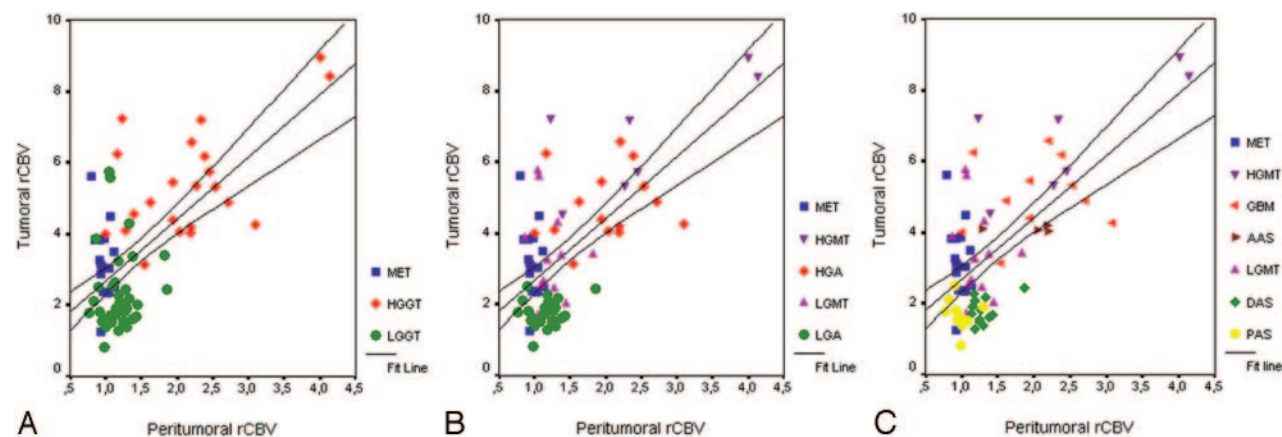 10
8
6
4
2
0
Tumoral rCBV
,5 1,0 1,5 2,0 2,5 3,0 3,5 4,0 4,5
Peritumoral rCBV
MET
HGGT
LGGT
Fit Line
A
10
8
6
4
2
0
Tumoral rCBV
,5 1,0 1,5 2,0 2,5 3,0 3,5 4,0 4,5
Peritumoral rCBV
MET
HGMT
HGA
LGMT
LGA
Fit Line
B
10
8
6
4
2
0
Tumoral rCBV
,5 1,0 1,5 2,0 2,5 3,0 3,5 4,0 4,5
Peritumoral rCBV
MET
HGMT
GBM
AAS
LGMT
DAS
PAS
Fit line
C